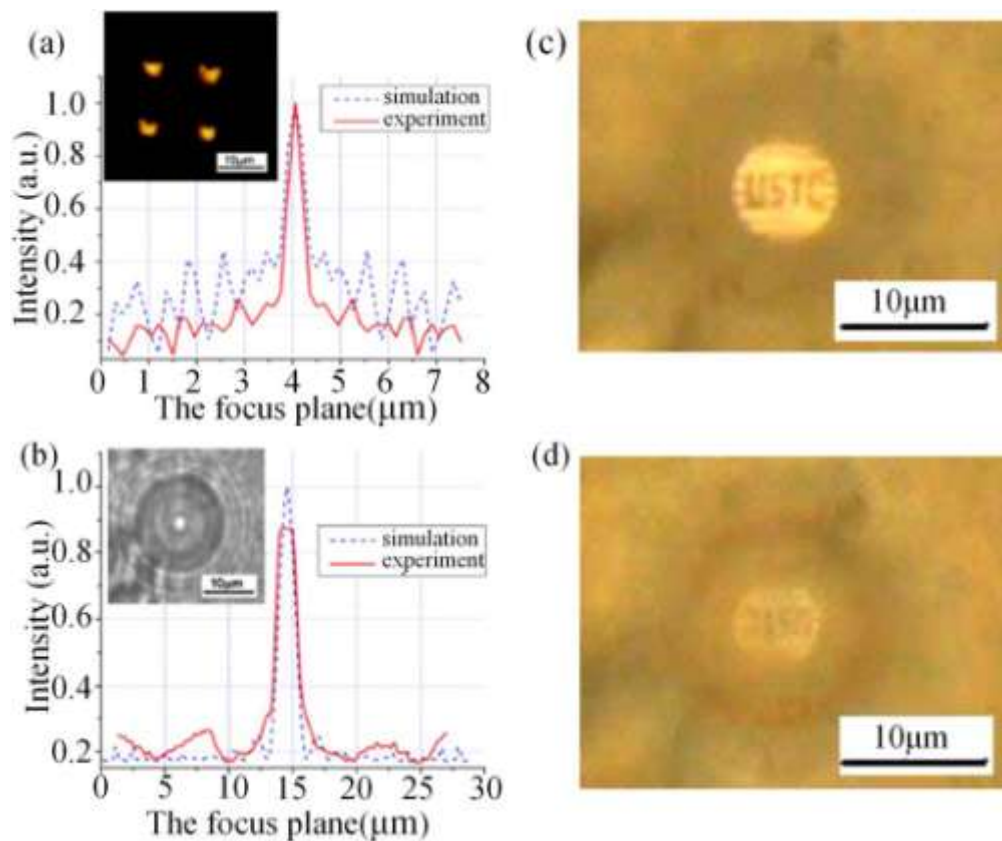 (a)
10μm
simulation
experiment
1.0
0.8
0.6
0.4
0.2
Intensity (a.u.)
0 1 2 3 4 5 6 7 8
The focus plane(μm)
(b)
10μm
simulation
experiment
1.0
0.8
0.6
0.4
0.2
Intensity (a.u.)
0 5 10 15 20 25 30
The focus plane(μm)
(c)
USTC
10μm
(d)
10μm